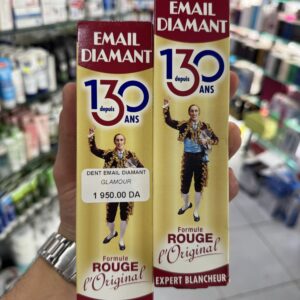 EMAIL
DIAMANT
130
depuis
ANS
DENT EMAIL DIAMANT
GLAMOUR
1 950.00 DA
Formule
ROUGE
l'Original
EMAIL
DIAMANT
130
depuis
ANS
Formule
ROUGE
l'Original
EXPERT BLANCHEUR